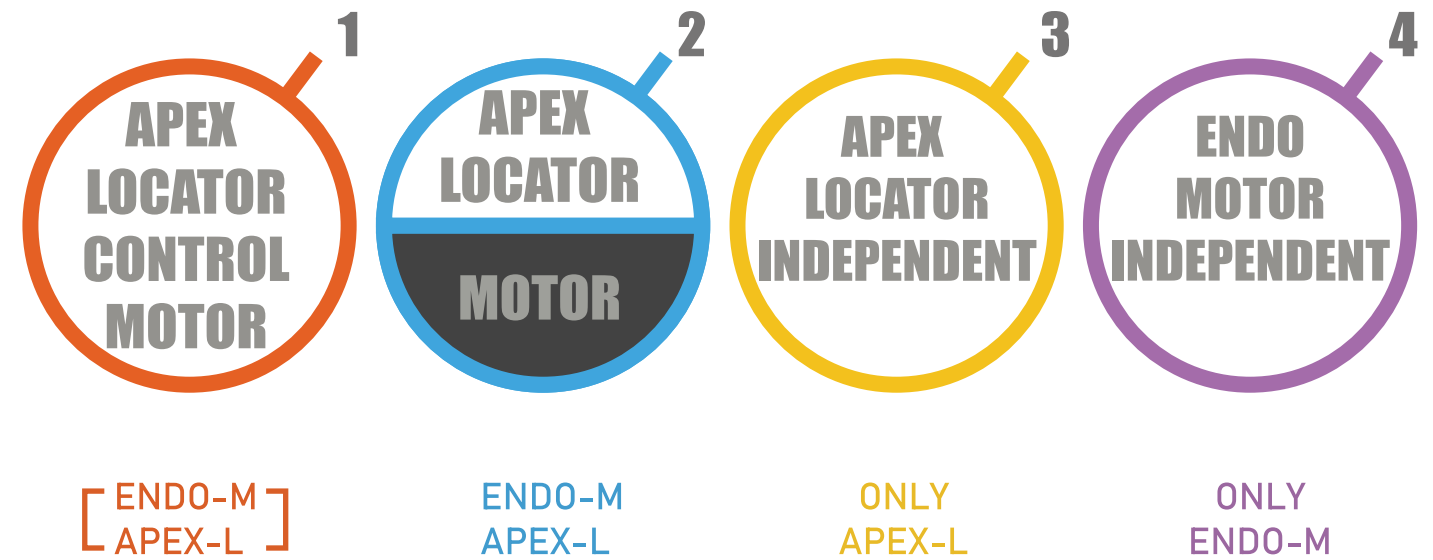 1
APEX
LOCATOR
CONTROL
MOTOR
2
APEX
LOCATOR
MOTOR
3
APEX
LOCATOR
INDEPENDENT
4
ENDO
MOTOR
INDEPENDENT
ENDO-M
APEX-L
ENDO-M
APEX-L
ONLY
APEX-L
ONLY
ENDO-M